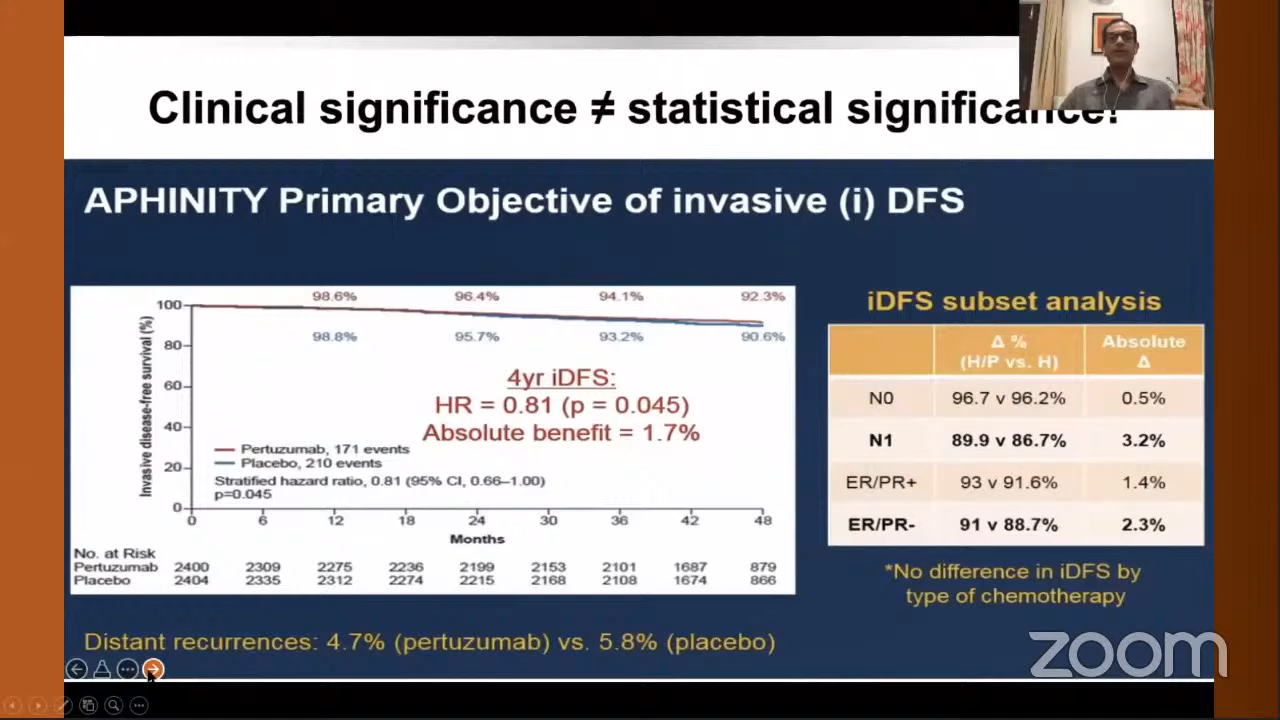 Clinical significance ≠ statistical significance!
APHINITY Primary Objective of invasive (i) DFS
98.6% 96.4% 94.1% 92.3%
98.8% 95.7% 93.2% 90.6%
Invasive disease-free survival (%)
100
80
60
40
20
0
4yr iDFS:
HR = 0.81 (p = 0.045)
Absolute benefit = 1.7%
Pertuzumab, 171 events
Placebo, 210 events
Stratified hazard ratio, 0.81 (95% CI, 0.66–1.00)
p=0.045
0 6 12 18 24 30 36 42 48
Months
No. at Risk
Pertuzumab 2400 2309 2275 2236 2199 2153 2101 1687 879
Placebo 2404 2335 2312 2274 2215 2168 2108 1674 866
Distant recurrences: 4.7% (pertuzumab) vs. 5.8% (placebo)
iDFS subset analysis
Δ % Absolute
(H/P vs. H) Δ
N0 96.7 v 96.2% 0.5%
N1 89.9 v 86.7% 3.2%
ER/PR+ 93 v 91.6% 1.4%
ER/PR- 91 v 88.7% 2.3%
*No difference in iDFS by
type of chemotherapy
zoom